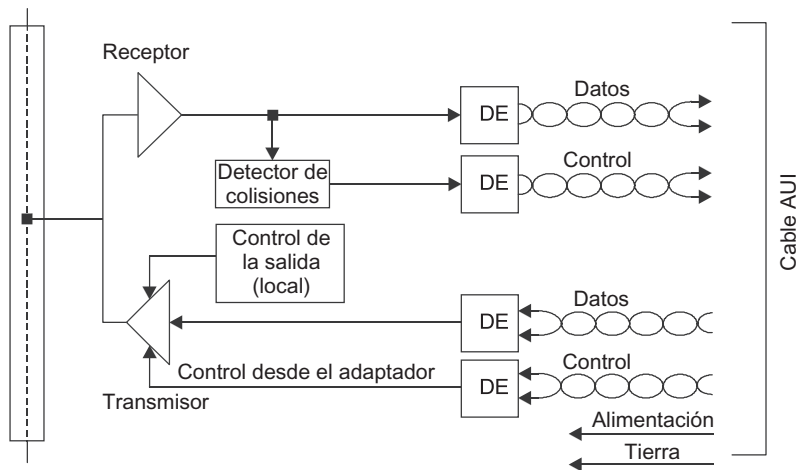 Receptor
DE
Datos
Detector de
colisiones
DE
Control
Cable AUI
Control de
la salida
(local)
DE
Datos
Control desde el adaptador
DE
Control
Transmisor
Alimentación
Tierra